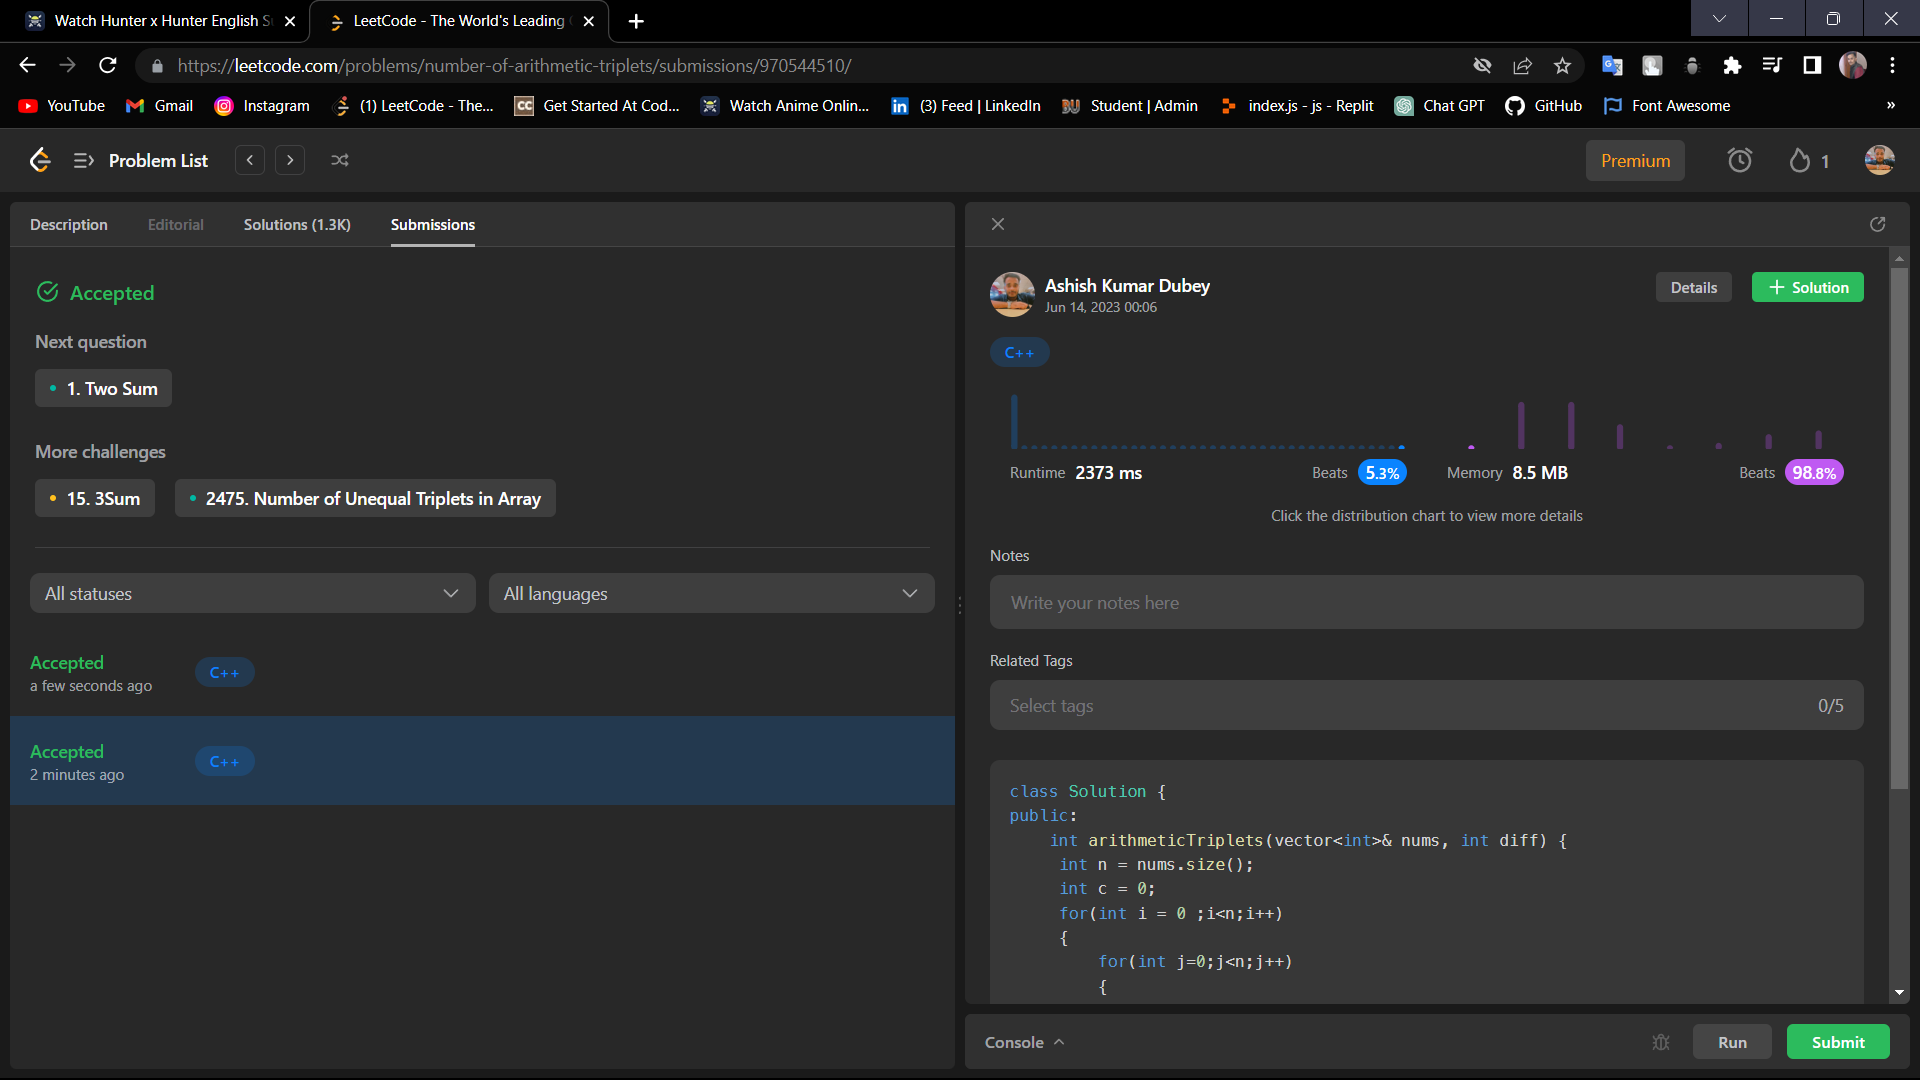 Watch Hunter x Hunter English S
LeetCode - The World's Leading
https://leetcode.com/problems/number-of-arithmetic-triplets/submissions/970544510/
YouTube
Gmail
Instagram
(1) LeetCode - The...
CC
Get Started At Cod...
Watch Anime Onlin...
in
(3) Feed | LinkedIn
Student | Admin
index.js - js - Replit
Chat GPT
GitHub
Font Awesome
»
Problem List
Premium
1
Description
Editorial
Solutions (1.3K)
Submissions
Accepted
Next question
1. Two Sum
More challenges
15. 3Sum
2475. Number of Unequal Triplets in Array
All statuses
All languages
Accepted
a few seconds ago
C++
Accepted
2 minutes ago
C++
Ashish Kumar Dubey
Jun 14, 2023 00:06
Details
+ Solution
C++
Runtime 2373 ms
Beats 5.3%
Memory 8.5 MB
Beats 98.8%
Click the distribution chart to view more details
Notes
Write your notes here
Related Tags
Select tags
0/5
class Solution {
public:
    int arithmeticTriplets(vector<int>& nums, int diff) {
     int n = nums.size();
     int c = 0;
     for(int i = 0 ;i<n;i++)
     {
         for(int j=0;j<n;j++)
         {
Console
Run
Submit